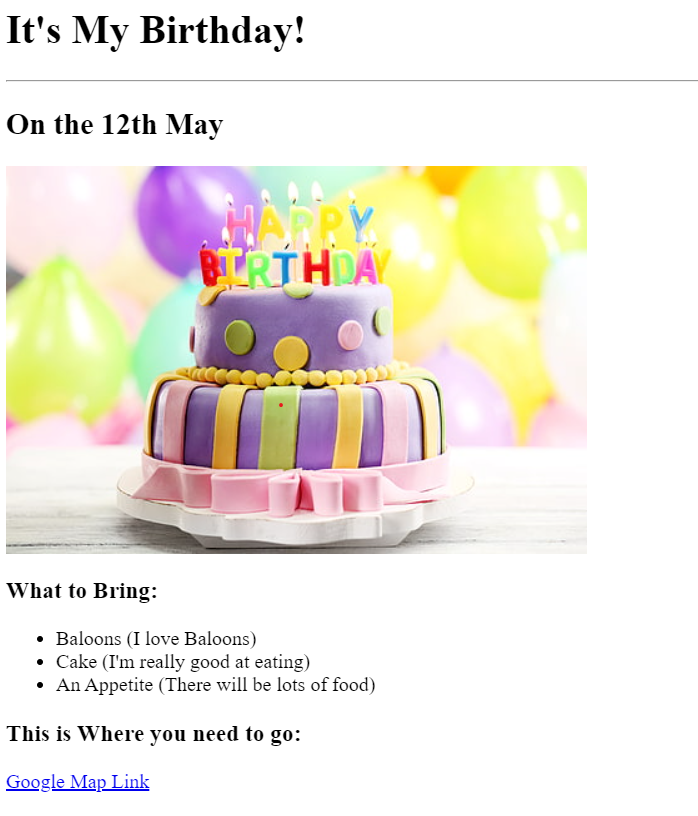 It's My Birthday!
On the 12th May
HAPPY
BIRTHDAY
What to Bring:
Baloons (I love Baloons)
Cake (I'm really good at eating)
An Appetite (There will be lots of food)
This is Where you need to go:
Google Map Link